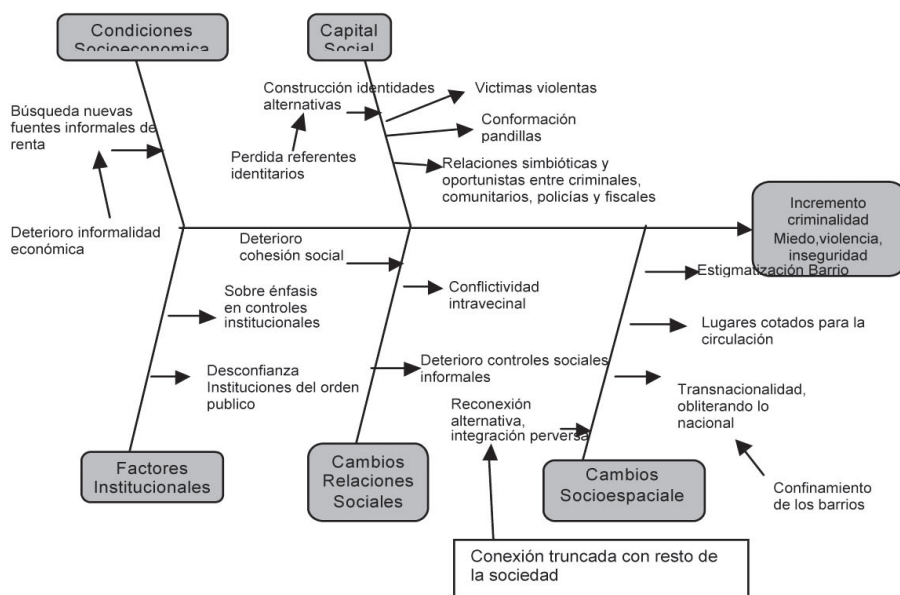 Condiciones
Socioeconomica
Capital
Social
Construcción identidades
alternativas
Victimas violentas
Búsqueda nuevas
fuentes informales de
renta
Conformación
pandillas
Perdida referentes
identitarios
Relaciones simbióticas y
oportunistas entre criminales,
comunitarios, policías y fiscales
Deterioro informalidad
económica
Incremento
criminalidad
Miedo,violencia,
inseguridad
Deterioro
cohesión social
Estigmatización Barrio
Sobre énfasis
en controles
institucionales
Conflictividad
intravecinal
Lugares cotados para la
circulación
Desconfianza
Instituciones del orden
publico
Deterioro controles sociales
informales
Transnacionalidad,
obliterando lo
nacional
Reconexión
alternativa,
integración perversa
Factores
Institucionales
Cambios
Relaciones
Sociales
Cambios
Socioespaciale
Confinamiento
de los barrios
Conexión truncada con resto de
la sociedad